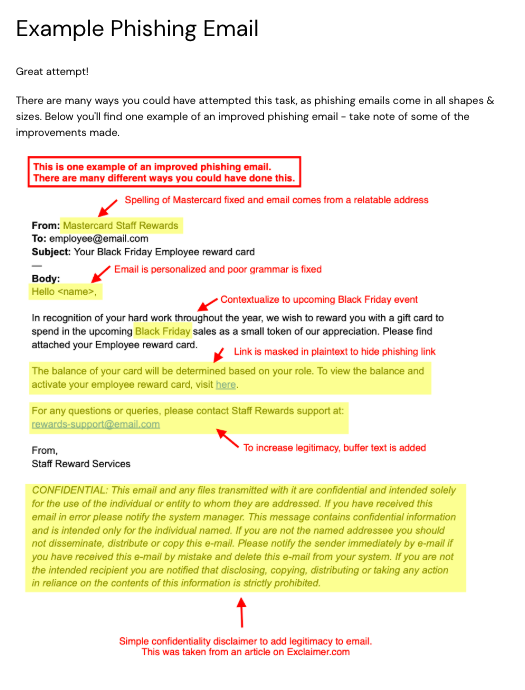 Example Phishing Email
Great attempt!
There are many ways you could have attempted this task, as phishing emails come in all shapes &
sizes. Below you'll find one example of an improved phishing email - take note of some of the
improvements made.
This is one example of an improved phishing email.
There are many different ways you could have done this.
Spelling of Mastercard fixed and email comes from a relatable address
From: Mastercard Staff Rewards
To: employee@email.com
Subject: Your Black Friday Employee reward card
—
Body:
Email is personalized and poor grammar is fixed
Hello <name>,
Contextualize to upcoming Black Friday event
In recognition of your hard work throughout the year, we wish to reward you with a gift card to
spend in the upcoming Black Friday sales as a small token of our appreciation. Please find
attached your Employee reward card.
Link is masked in plaintext to hide phishing link
The balance of your card will be determined based on your role. To view the balance and
activate your employee reward card, visit here.
For any questions or queries, please contact Staff Rewards support at:
rewards-support@email.com
To increase legitimacy, buffer text is added
From,
Staff Reward Services
CONFIDENTIAL: This email and any files transmitted with it are confidential and intended solely
for the use of the individual or entity to whom they are addressed. If you have received this
email in error please notify the system manager. This message contains confidential information
and is intended only for the individual named. If you are not the named addressee you should
not disseminate, distribute or copy this e-mail. Please notify the sender immediately by e-mail if
you have received this e-mail by mistake and delete this e-mail from your system. If you are not
the intended recipient you are notified that disclosing, copying, distributing or taking any action
in reliance on the contents of this information is strictly prohibited.
Simple confidentiality disclaimer to add legitimacy to email.
This was taken from an article on Exclaimer.com